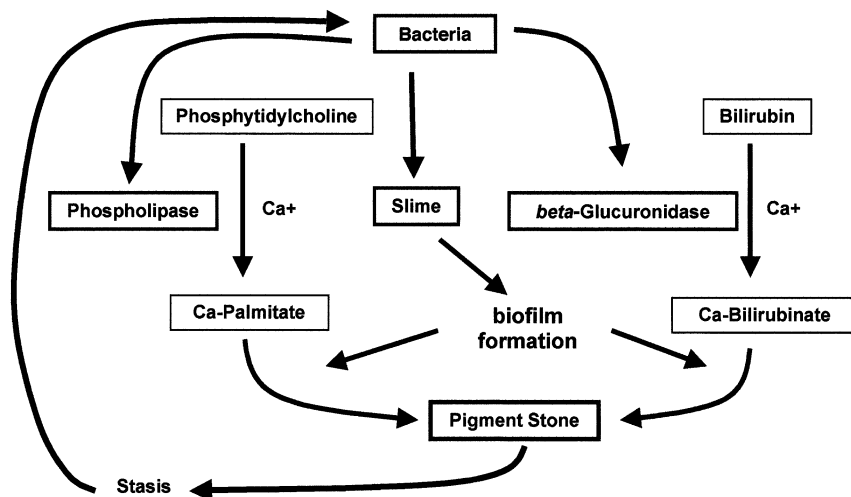 Bacteria
Phosphytidylcholine
Bilirubin
Phospholipase
Ca+
Slime
beta-Glucuronidase
Ca+
Ca-Palmitate
biofilm
formation
Ca-Bilirubinate
Pigment Stone
Stasis